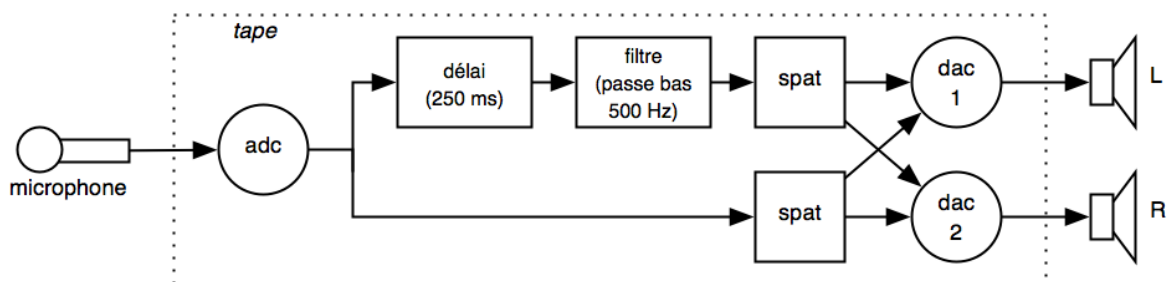 tape
délai
(250 ms)
filtre
(passe bas
500 Hz)
spat
dac
1
L
adc
microphone
spat
dac
2
R